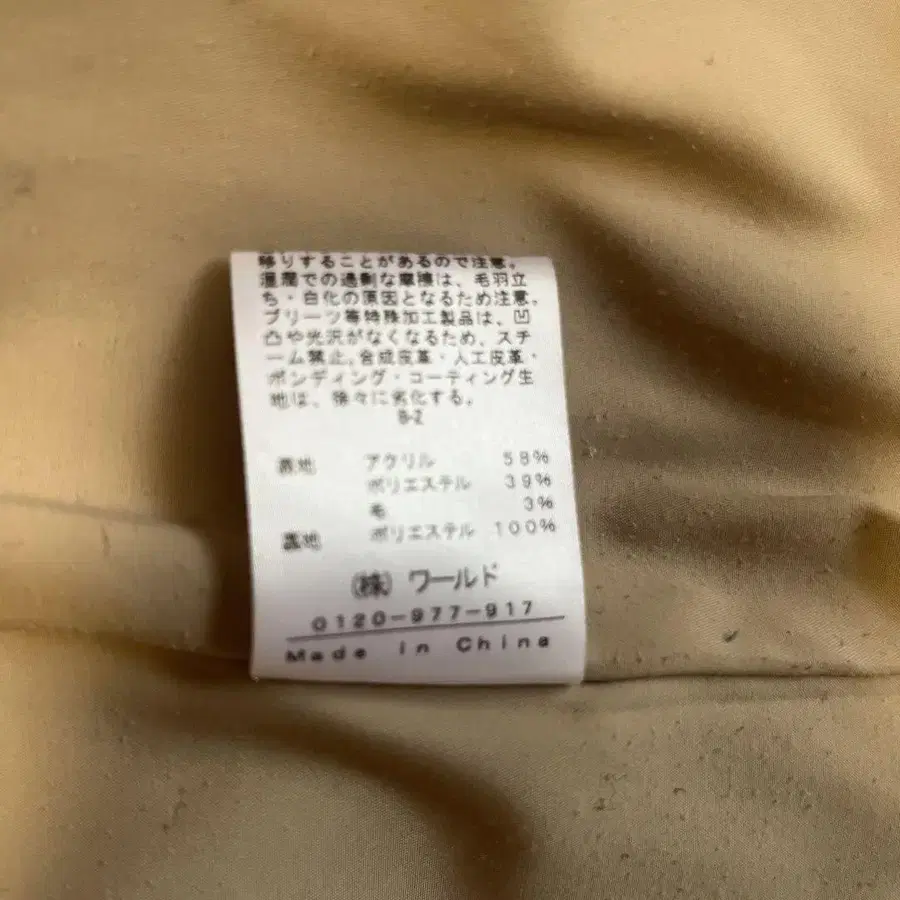 移りすることがあるので注意。
湿潤での過剰な摩擦は、毛羽立
ち・白化の原因となるため注意。
プリーツ等特殊加工製品は、凹
凸や光沢がなくなるため、スチ
ーム禁止。合成皮革・人工皮革・
ボンディング・コーティング生
地は、徐々に劣化する。
B-2
表地 アクリル 58%
ポリエステル 39%
毛 3%
裏地 ポリエステル 100%
(株) ワールド
0120-977-917
Made in China